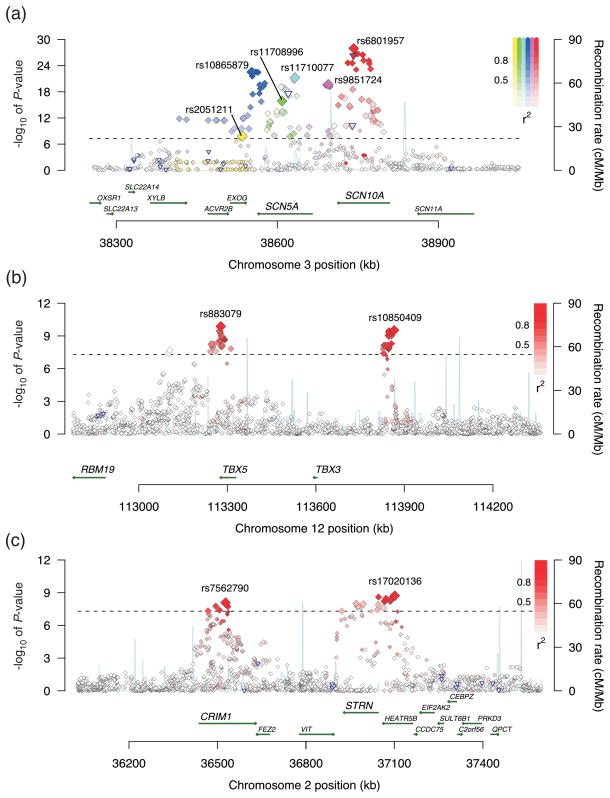 (a)
30
24
18
12
6
0
-log10 of P-value
rs6801957
rs11708996
rs10865879
rs11710077
rs9851724
rs2051211
0.8
0.5
r2
90
60
30
0
Recombination rate (cM/Mb)
SLC22A14
OXSR1
XYLB
EXOG
SCN5A
SCN10A
SLC22A13
ACVR2B
SCN11A
38300
38600
38900
Chromosome 3 position (kb)
(b)
12
9
6
3
0
-log10 of P-value
rs883079
rs10850409
0.8
0.5
r2
90
60
30
0
Recombination rate (cM/Mb)
RBM19
TBX5
TBX3
113000
113300
113600
113900
114200
Chromosome 12 position (kb)
(c)
12
9
6
3
0
-log10 of P-value
rs7562790
rs17020136
0.8
0.5
r2
90
60
30
0
Recombination rate (cM/Mb)
CEBPZ
STRN
EIF2AK2
CRIM1
HEATR5B
SULT6B1
PRKD3
FEZ2
VIT
CCDC75
C2orf56
QPCT
36200
36500
36800
37100
37400
Chromosome 2 position (kb)